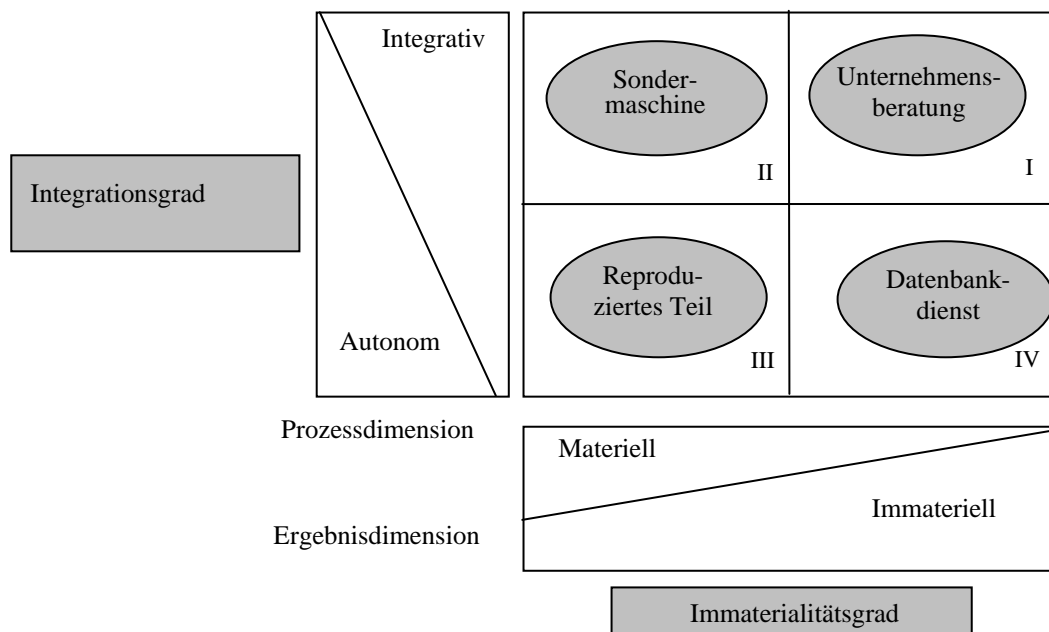 Integrativ
Sonder-
maschine
Unternehmens-
beratung
II
I
Integrationsgrad
Autonom
Reprodu-
ziertes Teil
Datenbank-
dienst
III
IV
Prozessdimension
Materiell
Immateriell
Ergebnisdimension
Immaterialitätsgrad